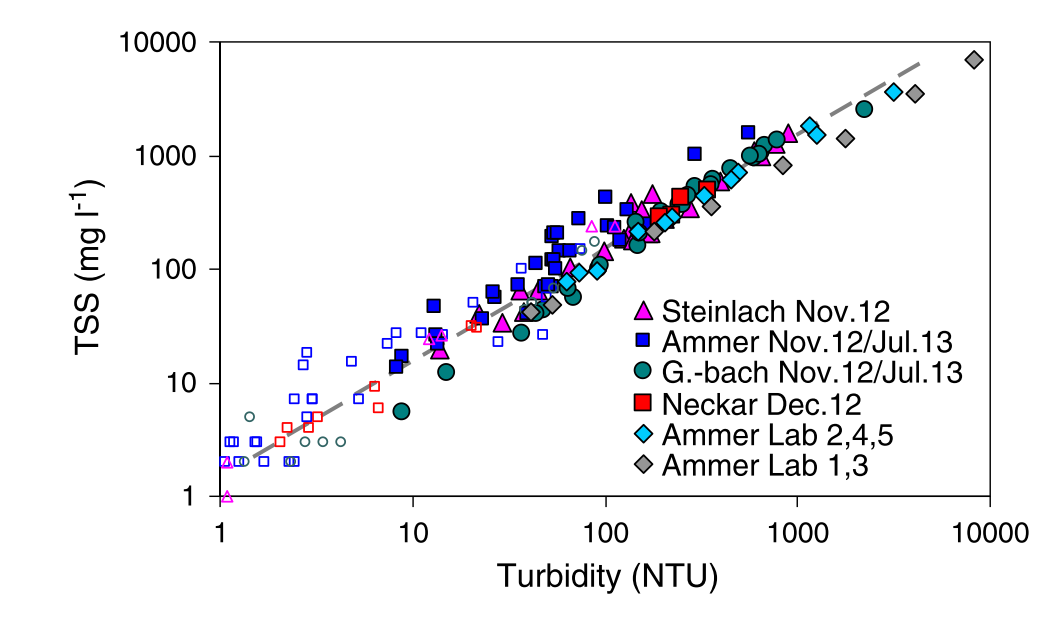 10000
1000
100
10
1
TSS (mg l-1)
Steinlach Nov.12
Ammer Nov.12/Jul.13
G.-bach Nov.12/Jul.13
Neckar Dec.12
Ammer Lab 2,4,5
Ammer Lab 1,3
1 10 100 1000 10000
Turbidity (NTU)